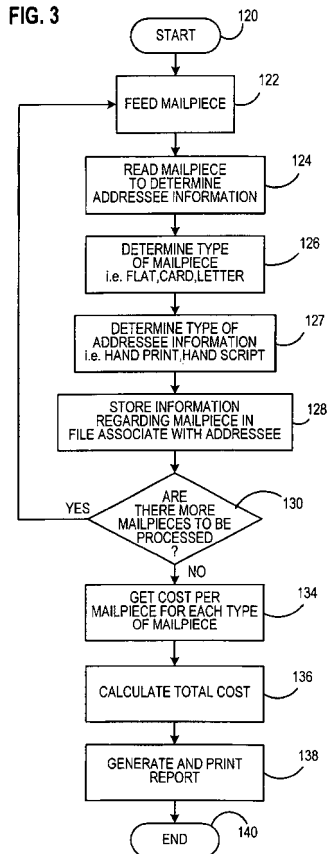 FIG. 3
START
120
FEED MAILPIECE
122
READ MAILPIECE
TO DETERMINE
ADDRESSEE INFORMATION
124
DETERMINE TYPE
OF MAILPIECE
i.e. FLAT,CARD,LETTER
126
DETERMINE TYPE OF
ADDRESSEE INFORMATION
i.e. HAND PRINT,HAND SCRIPT
127
STORE INFORMATION
REGARDING MAILPIECE IN
FILE ASSOCIATE WITH ADDRESSEE
128
YES
ARE
THERE MORE
MAILPIECES TO BE
PROCESSED
?
130
NO
GET COST PER
MAILPIECE FOR EACH TYPE
OF MAILPIECE
134
CALCULATE TOTAL COST
136
GENERATE AND PRINT
REPORT
138
END
140